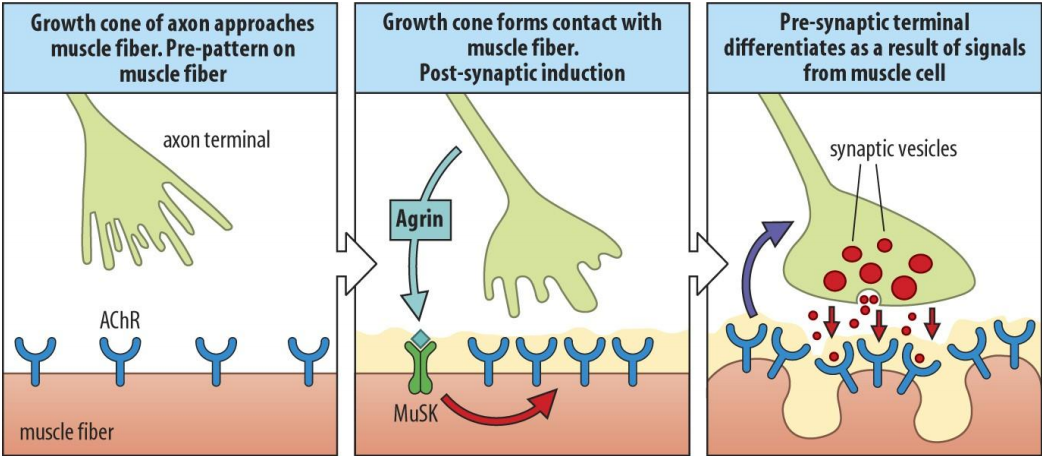 Growth cone of axon approaches
muscle fiber. Pre-pattern on
muscle fiber
axon terminal
AChR
muscle fiber
Growth cone forms contact with
muscle fiber.
Post-synaptic induction
Agrin
MuSK
Pre-synaptic terminal
differentiates as a result of signals
from muscle cell
synaptic vesicles